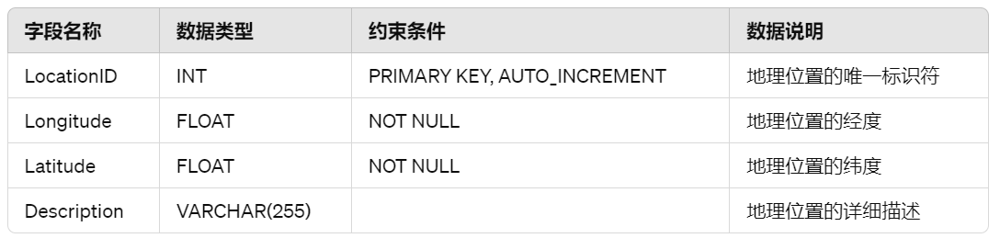 字段名称 数据类型 约束条件 数据说明
LocationID INT PRIMARY KEY, AUTO_INCREMENT 地理位置的唯一标识符
Longitude FLOAT NOT NULL 地理位置的经度
Latitude FLOAT NOT NULL 地理位置的纬度
Description VARCHAR(255) 地理位置的详细描述